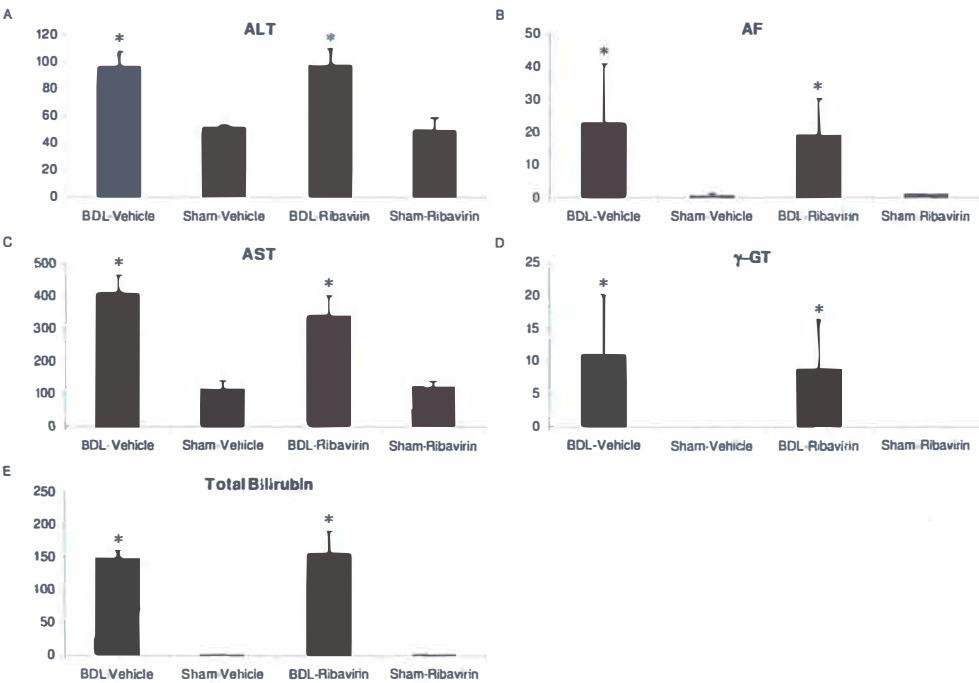 A
ALT
120
100
80
60
40
20
0
*
*
BDL-Vehicle Sham-Vehicle BDL-Ribavirin Sham-Ribavirin
B
AF
50
40
30
20
10
0
*
*
BDL-Vehicle Sham-Vehicle BDL-Ribavirin Sham Ribavirin
C
AST
500
400
300
200
100
0
*
*
BDL-Vehicle Sham-Vehicle BDL-Ribavirin Sham-Ribavirin
D
γ-GT
25
20
15
10
5
0
*
*
BDL-Vehicle Sham-Vehicle BDL-Ribavirin Sham-Ribavirin
E
Total Bilirubin
250
200
150
100
50
0
*
*
BDL-Vehicle Sham-Vehicle BDL-Ribavirin Sham-Ribavirin